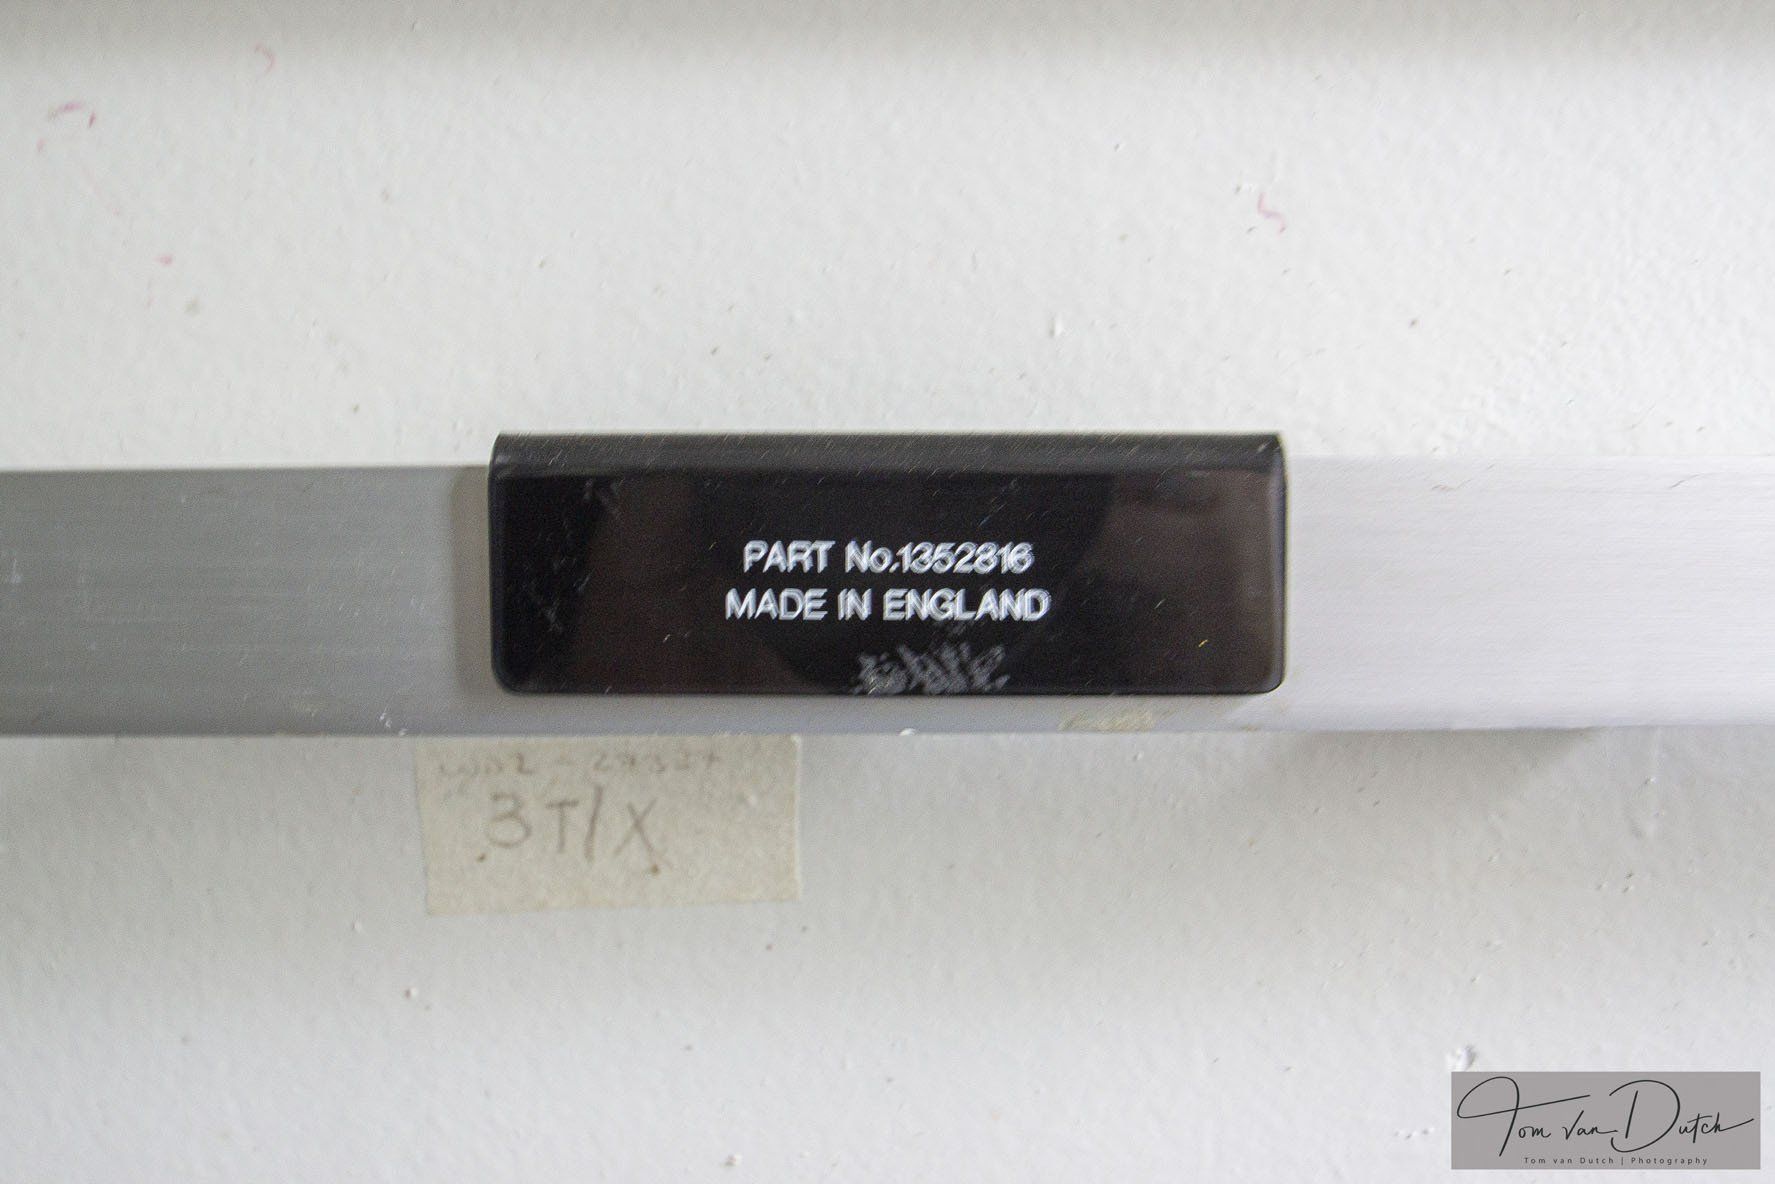 PART No.1352816
MADE IN ENGLAND
3T/X
Tom van Dutch
Tom van Dutch | Photography